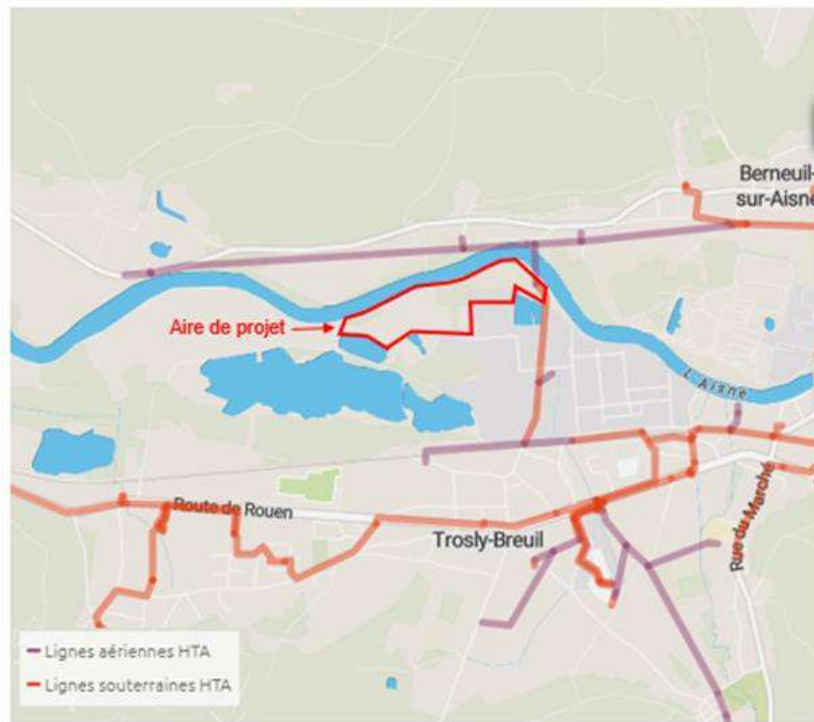 Berneuil-
sur-Aisne
Aire de projet
L'Aisne
Route de Rouen
Rue du Marché
Trosly-Breuil
Lignes aériennes HTA
Lignes souterraines HTA